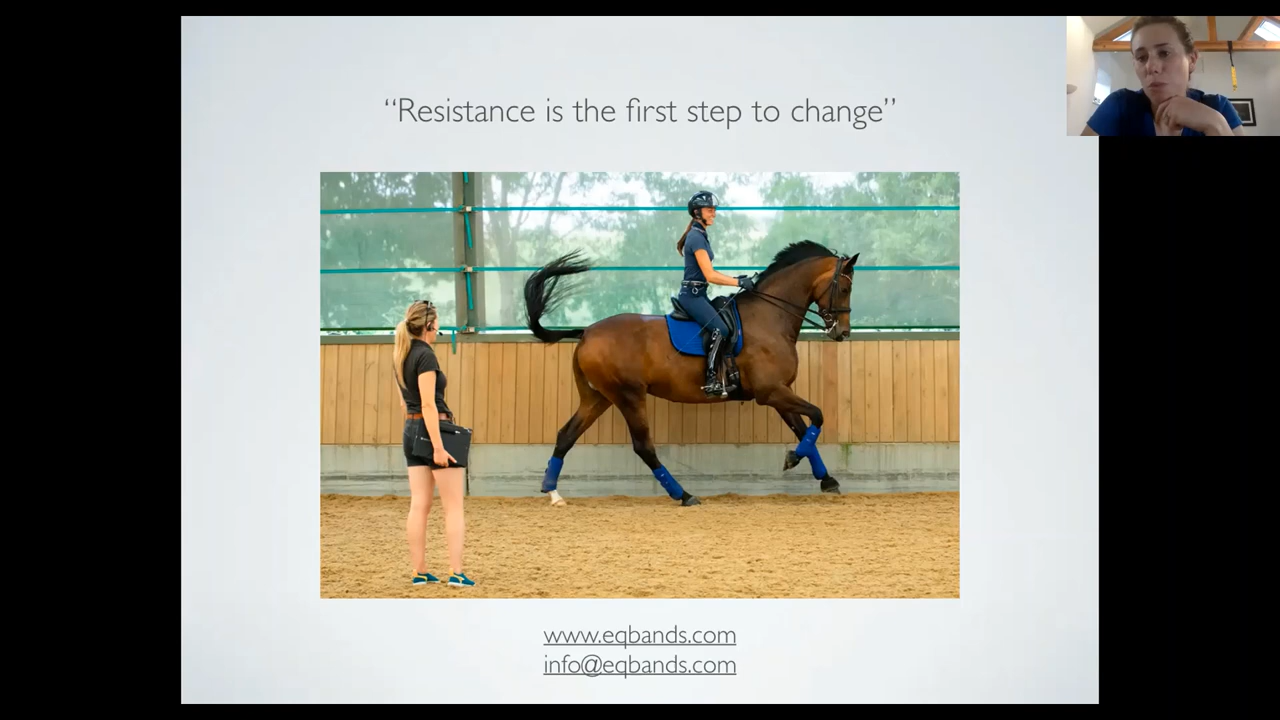 “Resistance is the first step to change”
www.eqbands.com
info@eqbands.com